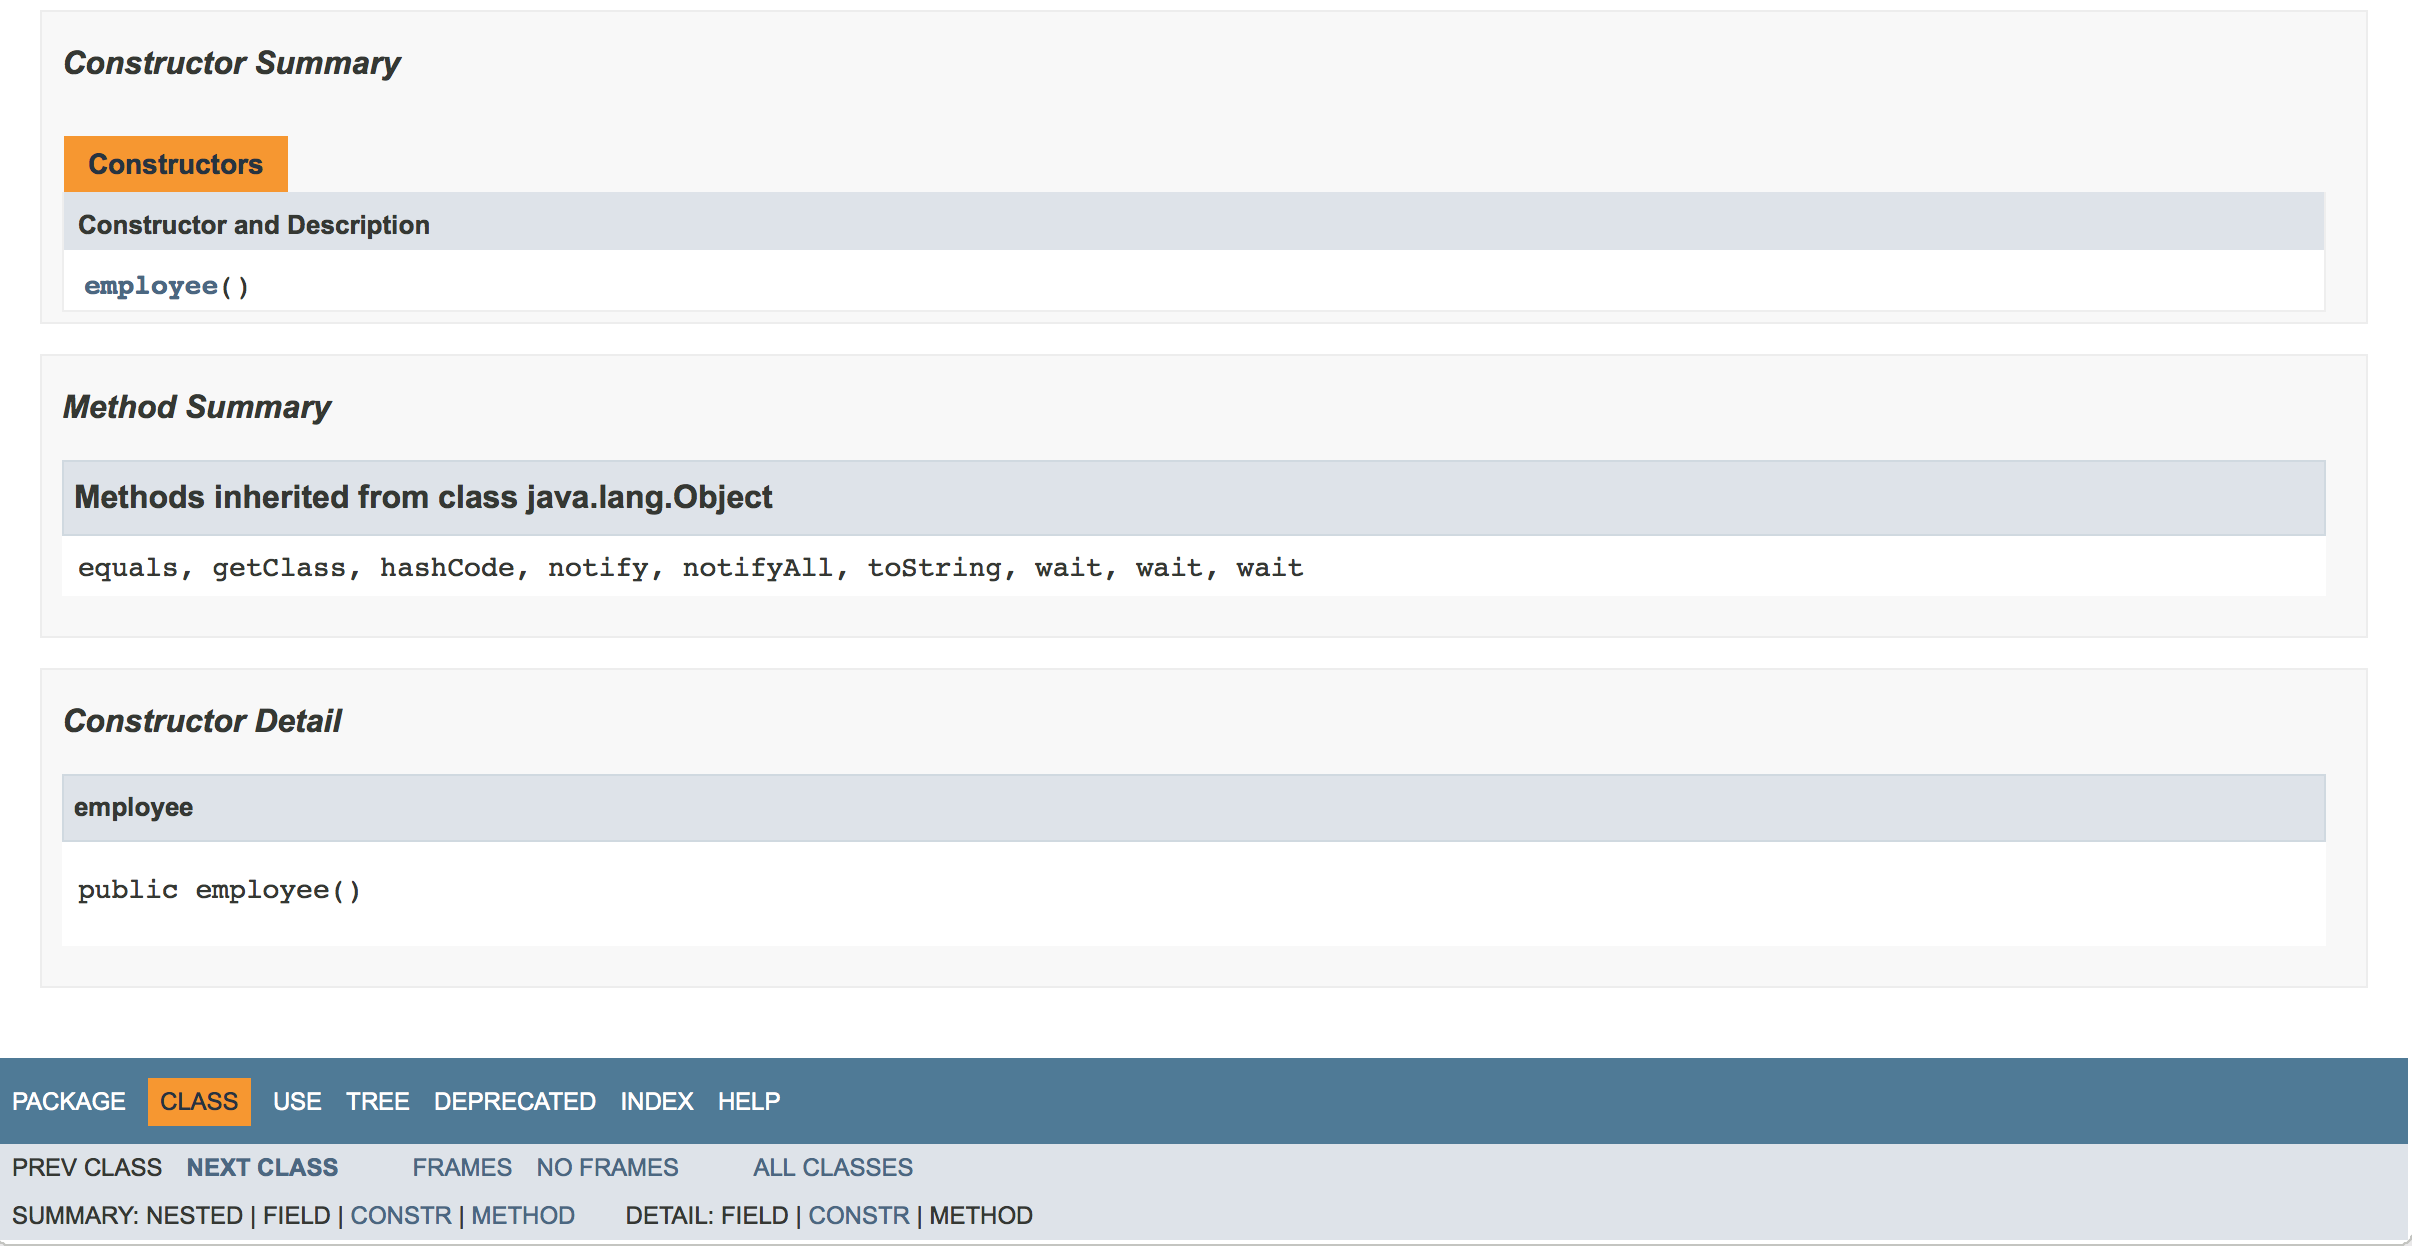 Constructor Summary
Constructors
Constructor and Description
employee()
Method Summary
Methods inherited from class java.lang.Object
equals, getClass, hashCode, notify, notifyAll, toString, wait, wait, wait
Constructor Detail
employee
public employee()
PACKAGE CLASS USE TREE DEPRECATED INDEX HELP
PREV CLASS NEXT CLASS FRAMES NO FRAMES ALL CLASSES
SUMMARY: NESTED | FIELD | CONSTR | METHOD DETAIL: FIELD | CONSTR | METHOD